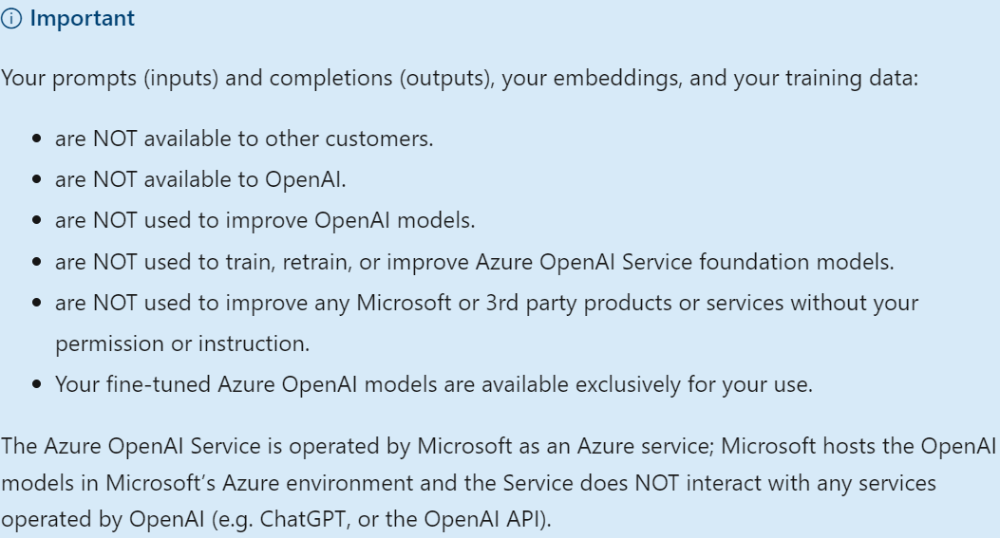 ⓘ Important
Your prompts (inputs) and completions (outputs), your embeddings, and your training data:
• are NOT available to other customers.
• are NOT available to OpenAI.
• are NOT used to improve OpenAI models.
• are NOT used to train, retrain, or improve Azure OpenAI Service foundation models.
• are NOT used to improve any Microsoft or 3rd party products or services without your
permission or instruction.
• Your fine-tuned Azure OpenAI models are available exclusively for your use.
The Azure OpenAI Service is operated by Microsoft as an Azure service; Microsoft hosts the OpenAI
models in Microsoft’s Azure environment and the Service does NOT interact with any services
operated by OpenAI (e.g. ChatGPT, or the OpenAI API).